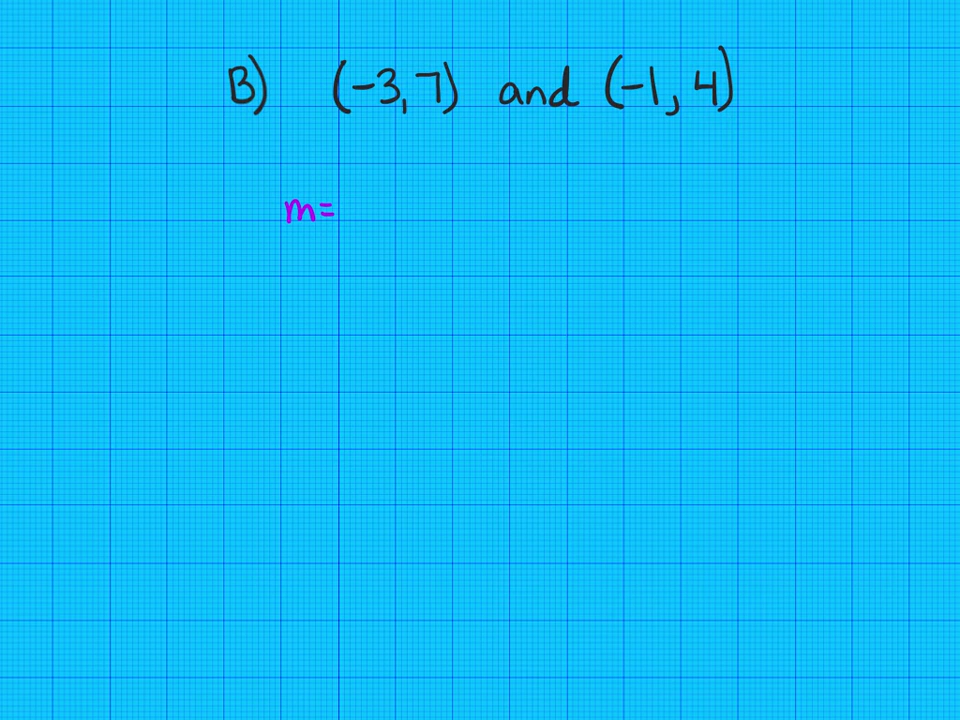 B) (-3,7) and (-1,4)
m=